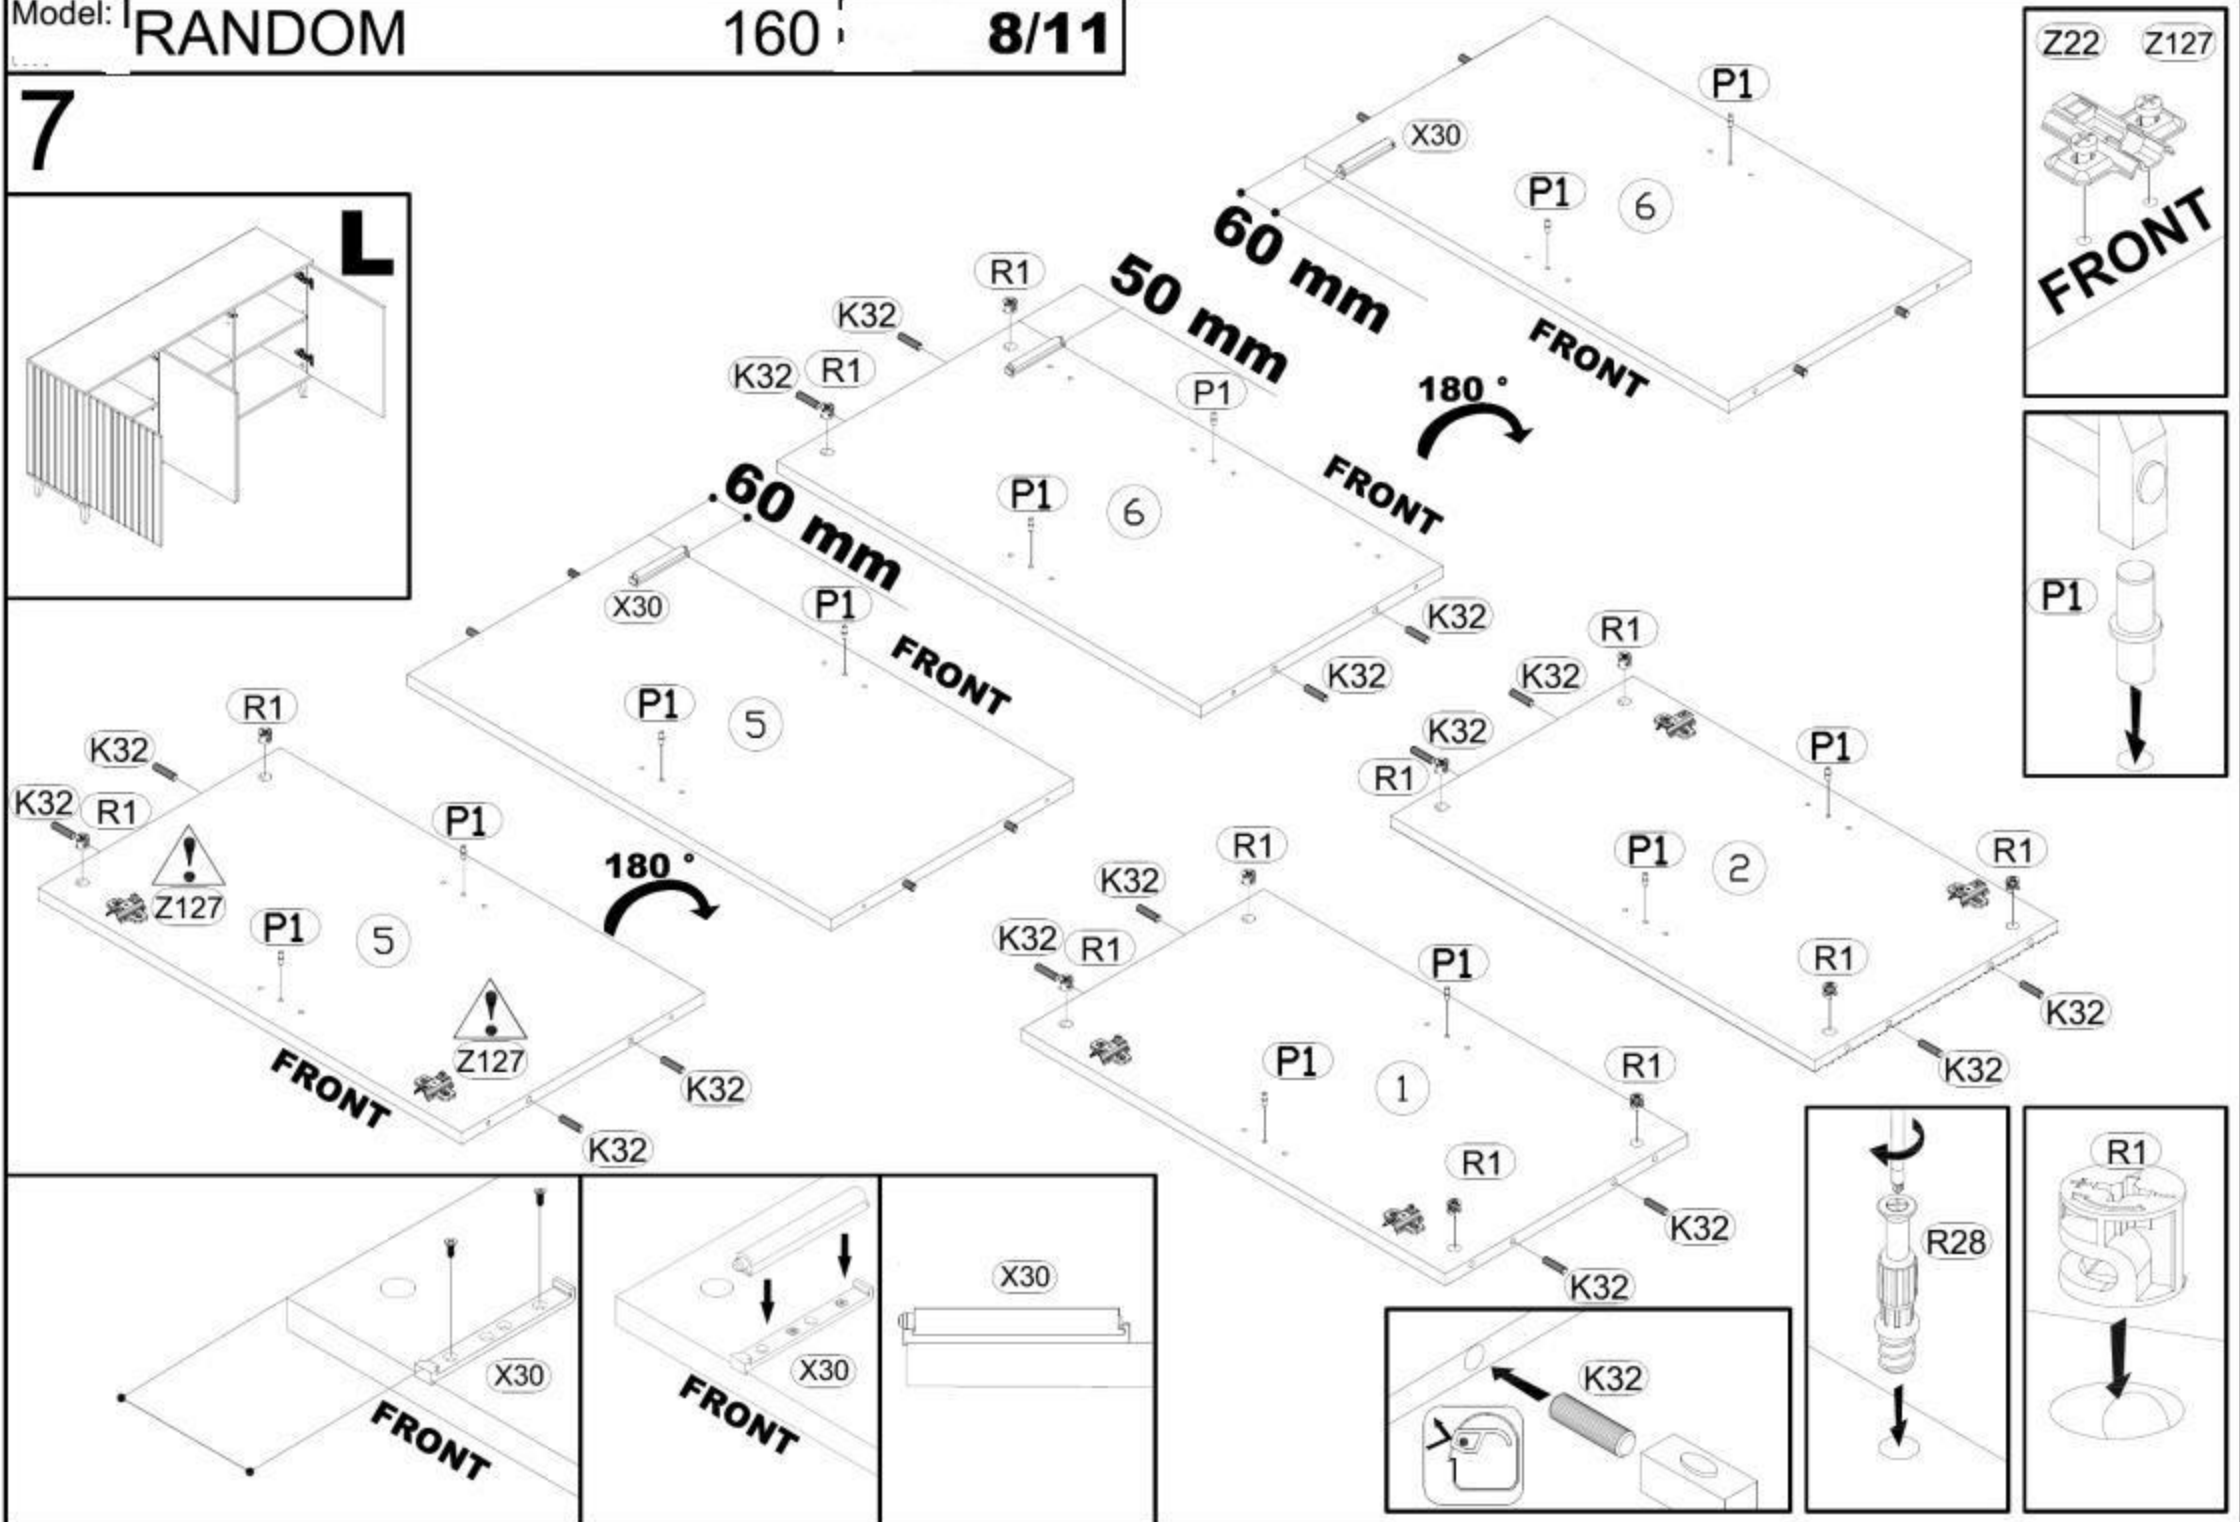 Model:
RANDOM 160 8/11
7
L
Z22 Z127
FRONT
P1
X30
P1
6
60 mm
FRONT
R1
50 mm
K32
K32 R1
P1
180 °
P1
6
FRONT
K32
K32
60 mm
X30
P1
FRONT
P1
5
R1
K32
K32 R1
P1
Z127
P1
5
180 °
Z127
FRONT
K32
K32
P1
R1
K32
K32
R1
P1
P1
2
R1
R1
K32
K32
R1
K32
K32 R1
P1
P1
1
R1
R1
K32
K32
X30
FRONT
X30
FRONT
X30
K32
R28
R1